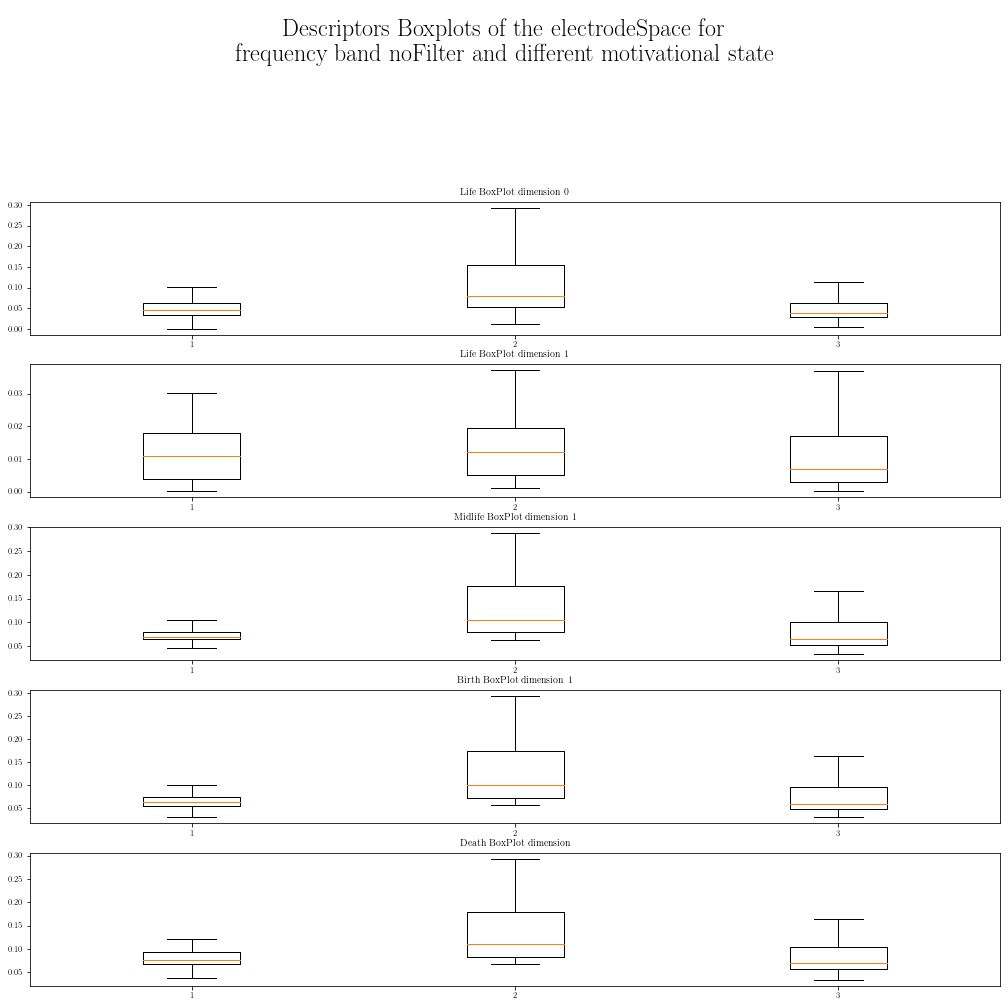 Descriptors Boxplots of the electrodeSpace for
frequency band noFilter and different motivational state
Life BoxPlot dimension 0
0.30
0.25
0.20
0.15
0.10
0.05
0.00
1 2 3
Life BoxPlot dimension 1
0.03
0.02
0.01
0.00
1 2 3
Midlife BoxPlot dimension 1
0.30
0.25
0.20
0.15
0.10
0.05
1 2 3
Birth BoxPlot dimension 1
0.30
0.25
0.20
0.15
0.10
0.05
1 2 3
Death BoxPlot dimension
0.30
0.25
0.20
0.15
0.10
0.05
1 2 3